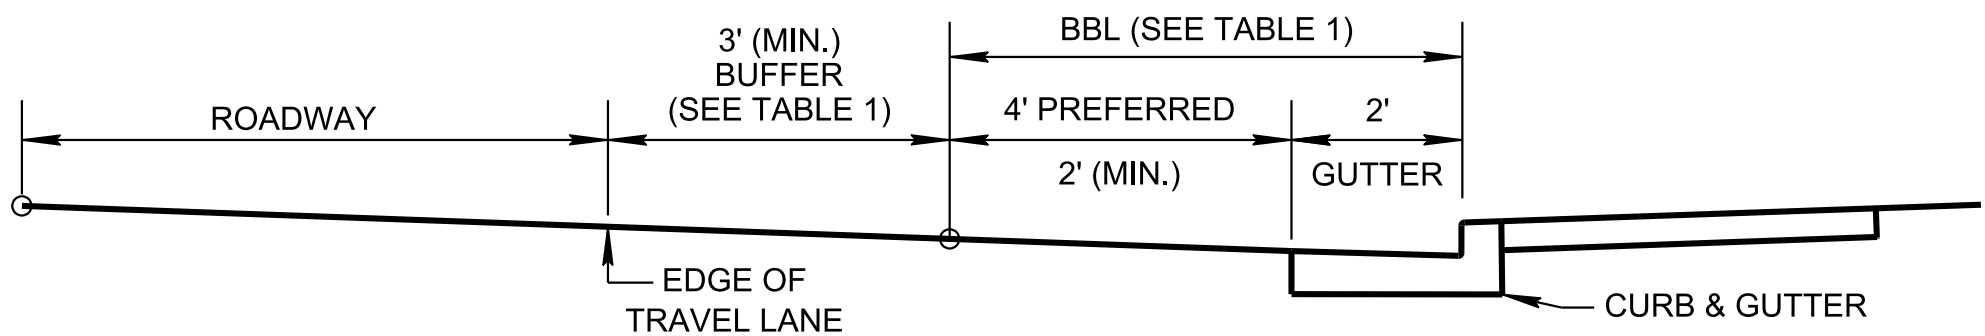 3' (MIN.)
BUFFER
(SEE TABLE 1)
BBL (SEE TABLE 1)
ROADWAY
4' PREFERRED
2' (MIN.)
2'
GUTTER
EDGE OF
TRAVEL LANE
CURB & GUTTER